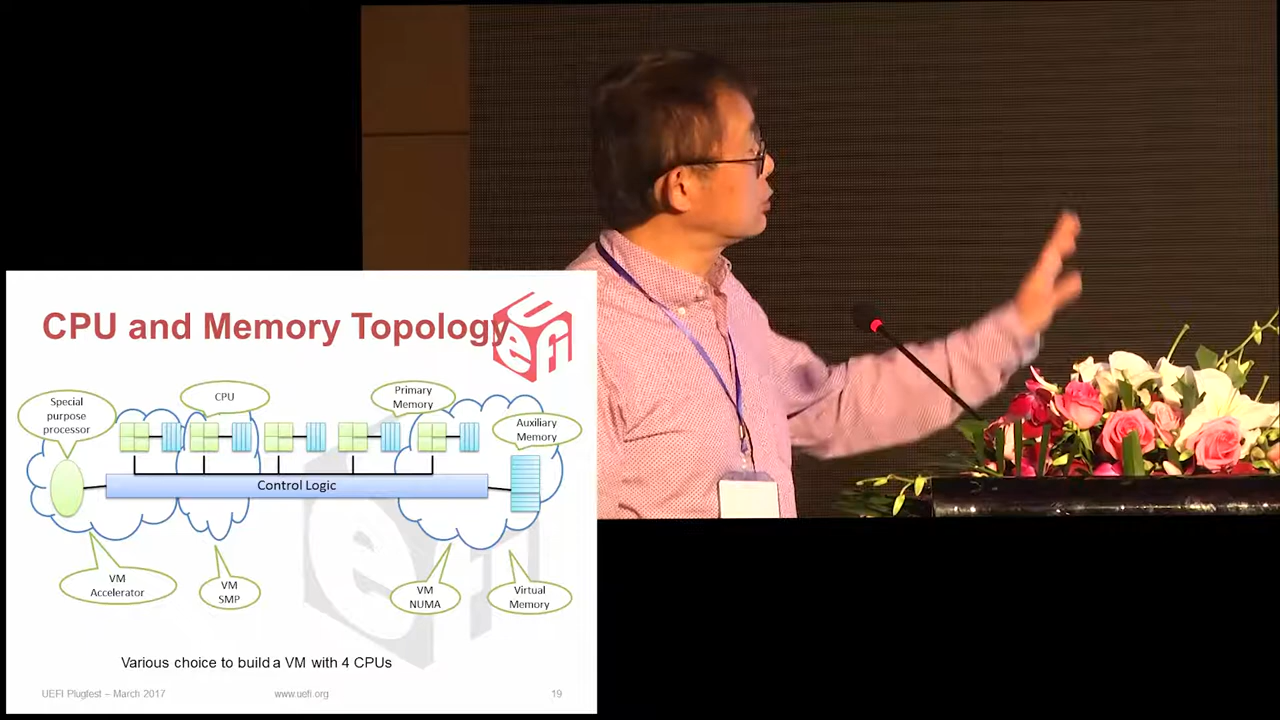 CPU and Memory Topology
UEFI
Special
purpose
processor
CPU
Primary
Memory
Auxiliary
Memory
Control Logic
VM
Accelerator
VM
SMP
VM
NUMA
Virtual
Memory
Various choice to build a VM with 4 CPUs
UEFI Plugfest – March 2017
www.uefi.org
19